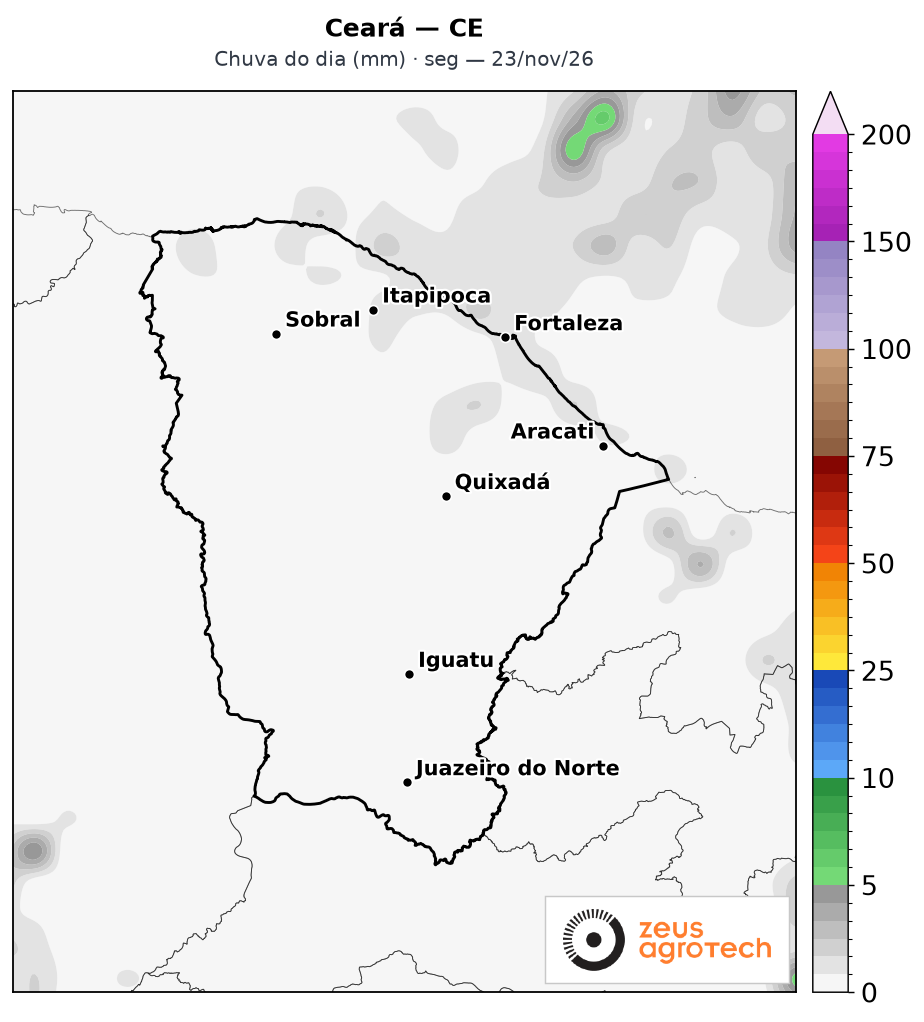 Ceará — CE
Chuva do dia (mm) · seg — 23/nov/26
200
150
100
75
50
25
10
5
0
Itapipoca
Sobral
Fortaleza
Aracati
Quixadá
Iguatu
Juazeiro do Norte
zeus
agrotech